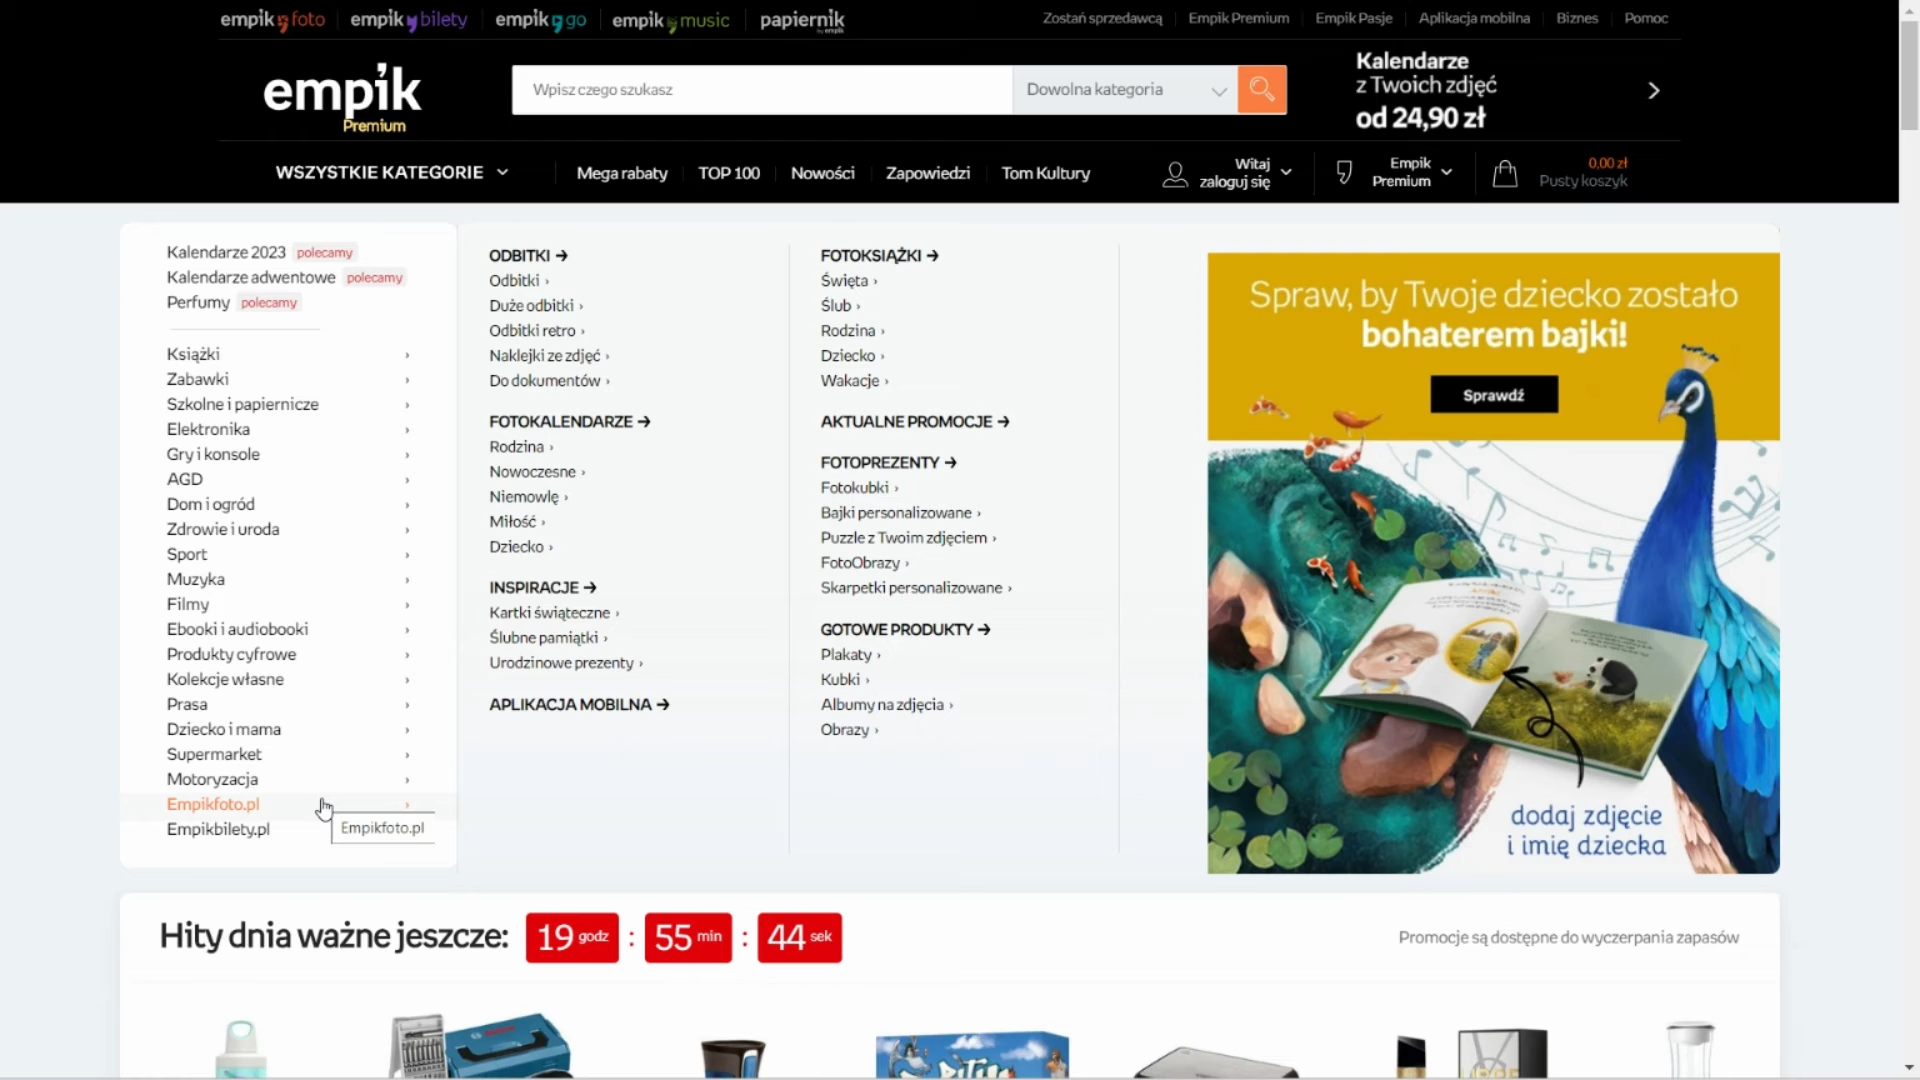 empik foto
empik bilety
empik go
empik music
papiernik
by empik
Zostań sprzedawcą
Empik Premium
Empik Pasje
Aplikacja mobilna
Biznes
Pomoc
empik
Premium
Wpisz czego szukasz
Dowolna kategoria
Kalendarze
z Twoich zdjęć
od 24,90 zł
WSZYSTKIE KATEGORIE
Mega rabaty
TOP 100
Nowości
Zapowiedzi
Tom Kultury
Witaj
zaloguj się
Empik
Premium
0,00 zł
Pusty koszyk
Kalendarze 2023 polecamy
Kalendarze adwentowe polecamy
Perfumy polecamy
Książki
Zabawki
Szkolne i papiernicze
Elektronika
Gry i konsole
AGD
Dom i ogród
Zdrowie i uroda
Sport
Muzyka
Filmy
Ebooki i audiobooki
Produkty cyfrowe
Kolekcje własne
Prasa
Dziecko i mama
Supermarket
Motoryzacja
Empikfoto.pl
Empikbilety.pl
Empikfoto.pl
ODBITKI →
Odbitki ›
Duże odbitki ›
Odbitki retro ›
Naklejki ze zdjęć ›
Do dokumentów ›
FOTOKALENDARZE →
Rodzina ›
Nowoczesne ›
Niemowlę ›
Miłość ›
Dziecko ›
INSPIRACJE →
Kartki świąteczne ›
Ślubne pamiątki ›
Urodzinowe prezenty ›
APLIKACJA MOBILNA →
FOTOKSIĄŻKI →
Święta ›
Ślub ›
Rodzina ›
Dziecko ›
Wakacje ›
AKTUALNE PROMOCJE →
FOTOPREZENTY →
Fotokubki ›
Bajki personalizowane ›
Puzzle z Twoim zdjęciem ›
FotoObrazy ›
Skarpetki personalizowane ›
GOTOWE PRODUKTY →
Plakaty ›
Kubki ›
Albumy na zdjęcia ›
Obrazy ›
Spraw, by Twoje dziecko zostało
bohaterem bajki!
Sprawdź
dodaj zdjęcie
i imię dziecka
Hity dnia ważne jeszcze: 19 godz : 55 min : 44 sek
Promocje są dostępne do wyczerpania zapasów